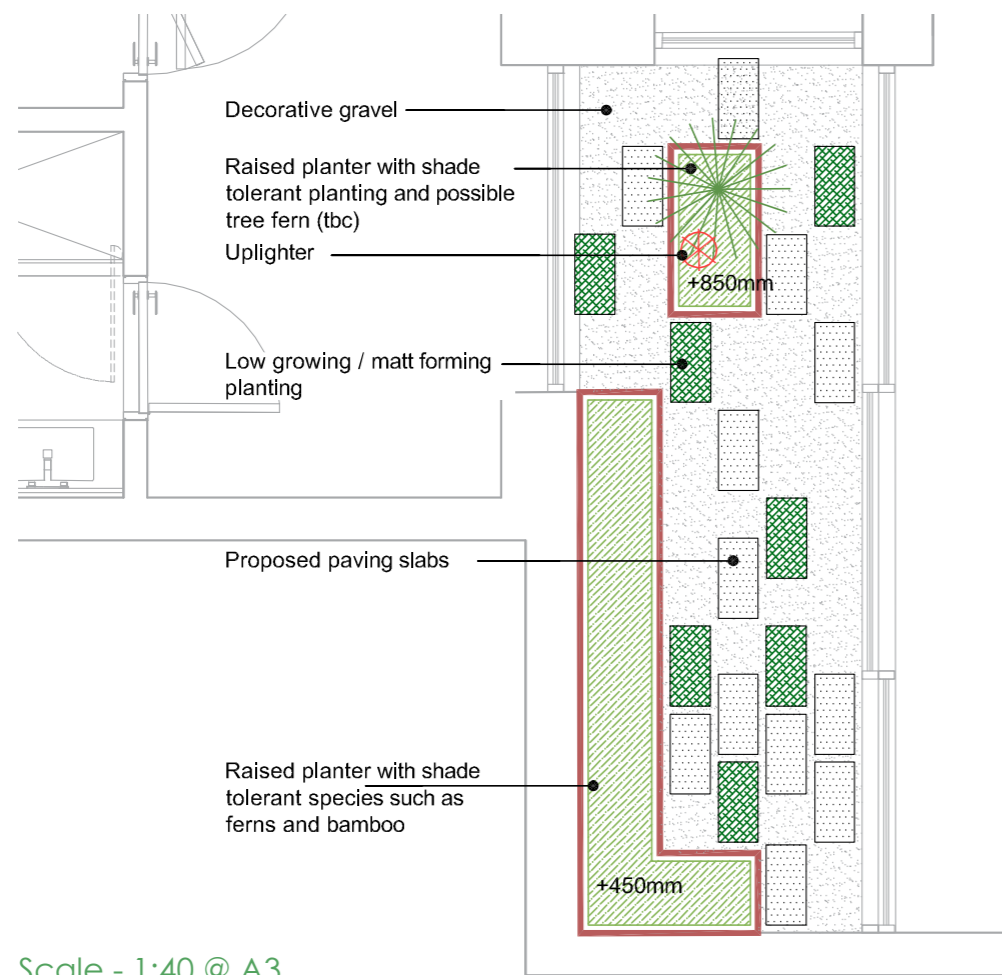 Decorative gravel
Raised planter with shade
tolerant planting and possible
tree fern (tbc)
Uplighter
+850mm
Low growing / matt forming
planting
Proposed paving slabs
Raised planter with shade
tolerant species such as
ferns and bamboo
+450mm
Scale - 1:40 @ A3